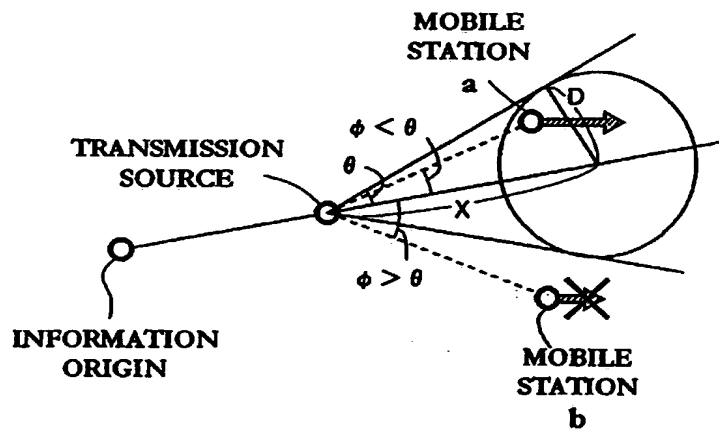 MOBILE
STATION
a
D
ϕ < θ
TRANSMISSION
SOURCE
θ
X
ϕ > θ
INFORMATION
ORIGIN
MOBILE
STATION
b